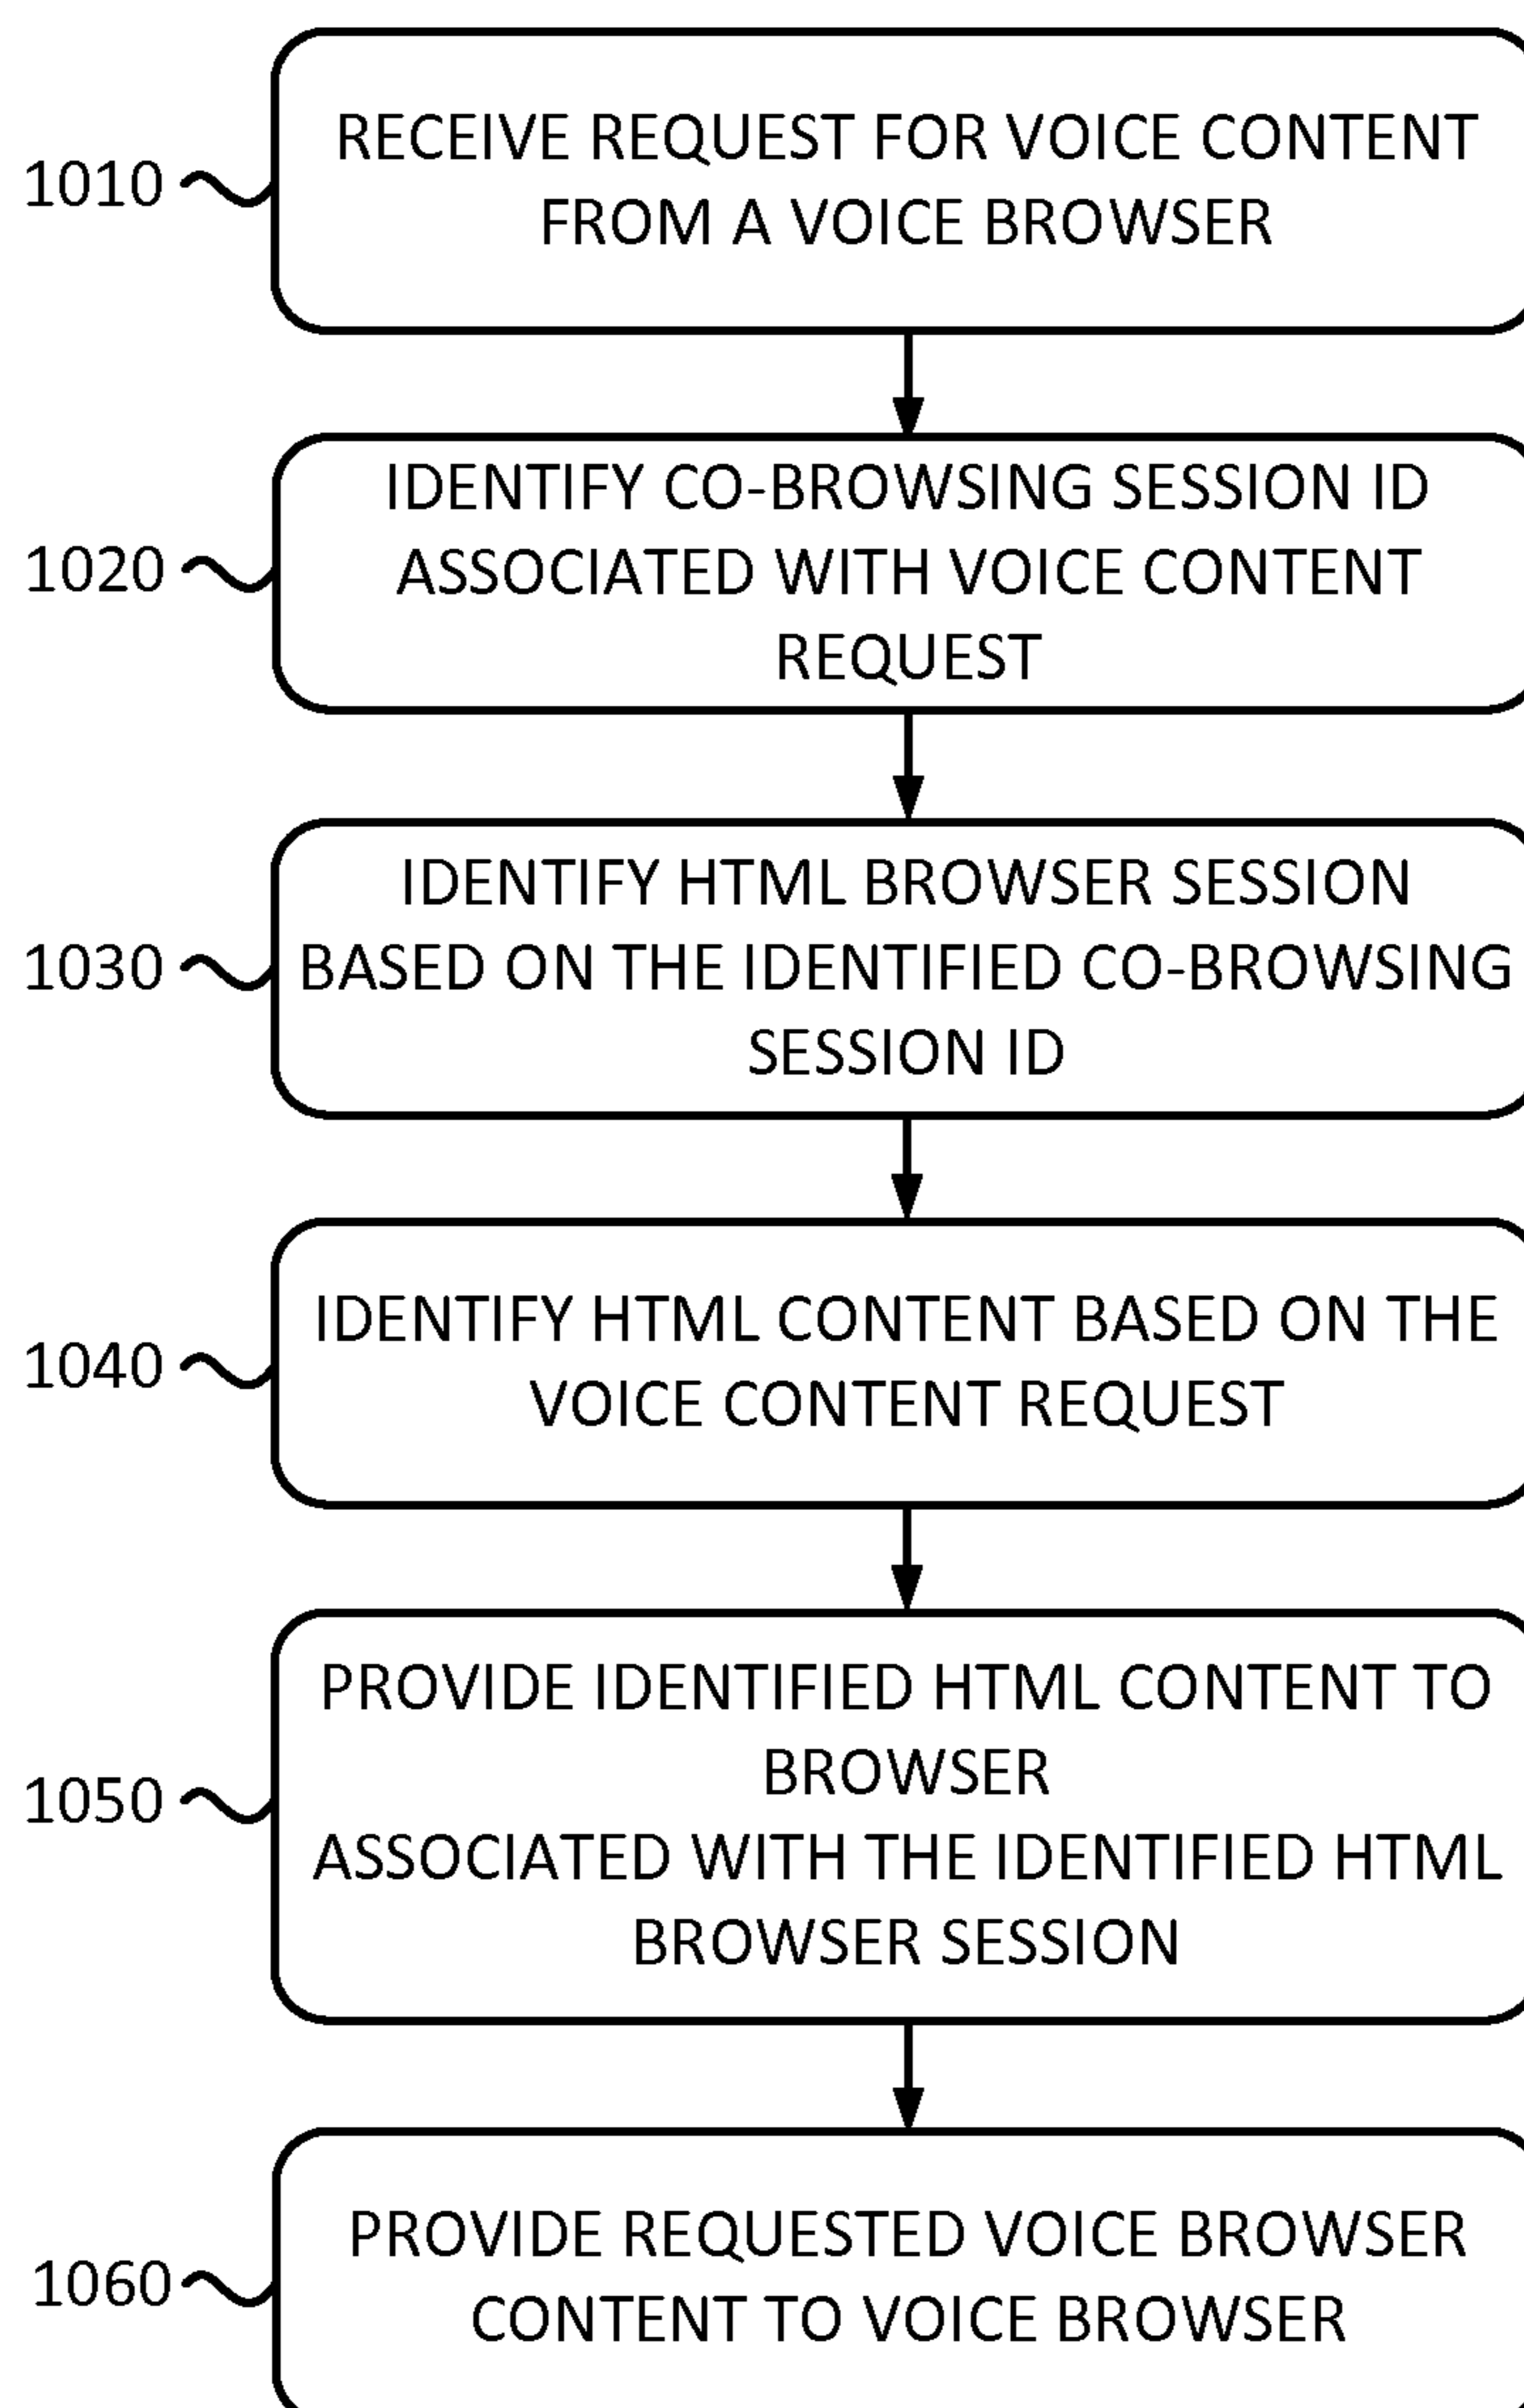 RECEIVE REQUEST FOR VOICE CONTENT
FROM A VOICE BROWSER
1010
IDENTIFY CO-BROWSING SESSION ID
ASSOCIATED WITH VOICE CONTENT
REQUEST
1020
IDENTIFY HTML BROWSER SESSION
BASED ON THE IDENTIFIED CO-BROWSING
SESSION ID
1030
IDENTIFY HTML CONTENT BASED ON THE
VOICE CONTENT REQUEST
1040
PROVIDE IDENTIFIED HTML CONTENT TO
BROWSER
ASSOCIATED WITH THE IDENTIFIED HTML
BROWSER SESSION
1050
PROVIDE REQUESTED VOICE BROWSER
CONTENT TO VOICE BROWSER
1060